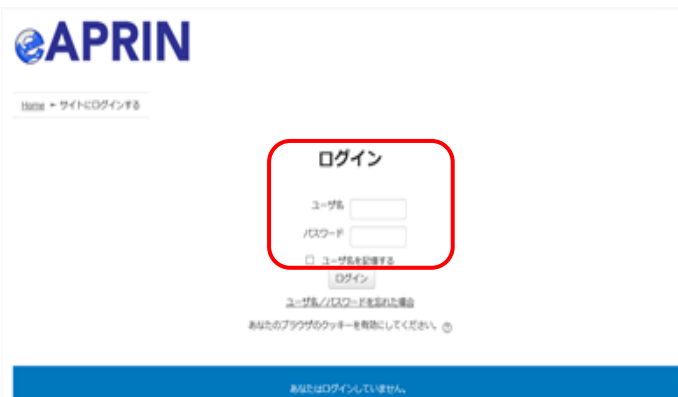 eAPRIN
Home ► サイトにログインする
ログイン
ユーザ名
パスワード
ユーザ名を記憶する
ログイン
ユーザ名/パスワードを忘れた場合
あなたのブラウザのクッキーを有効にしてください。 ?
あなたはログインしていません。